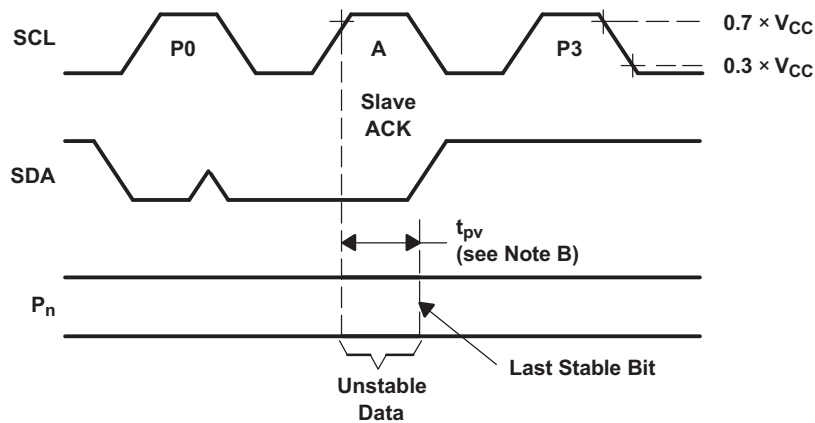 SCL
P0
A
P3
0.7 × VCC
0.3 × VCC
Slave
ACK
SDA
tpv
(see Note B)
Pn
Last Stable Bit
Unstable
Data